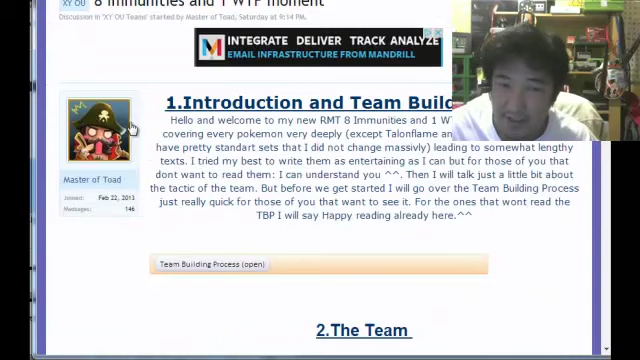 XY OU 8 Immunities and 1 WTF moment
Discussion in 'XY OU Teams' started by Master of Toad, Saturday at 9:14 PM.
INTEGRATE DELIVER TRACK ANALYZE
EMAIL INFRASTRUCTURE FROM MANDRILL
1.Introduction and Team Build
Hello and welcome to my new RMT 8 Immunities and 1 WT
covering every pokemon very deeply (except Talonflame an
have pretty standart sets that I did not change massivly) leading to somewhat lengthy
texts. I tried my best to write them as entertaining as I can but for those of you that
dont want to read them: I can understand you ^^. Then I will talk just a little bit about
the tactic of the team. But before we get started I will go over the Team Building Process
just really quick for those of you that want to see it. For the ones that wont read the
TBP I will say Happy reading already here.^^
Master of Toad
Joined: Feb 22, 2013
Messages: 146
Team Building Process (open)
2.The Team